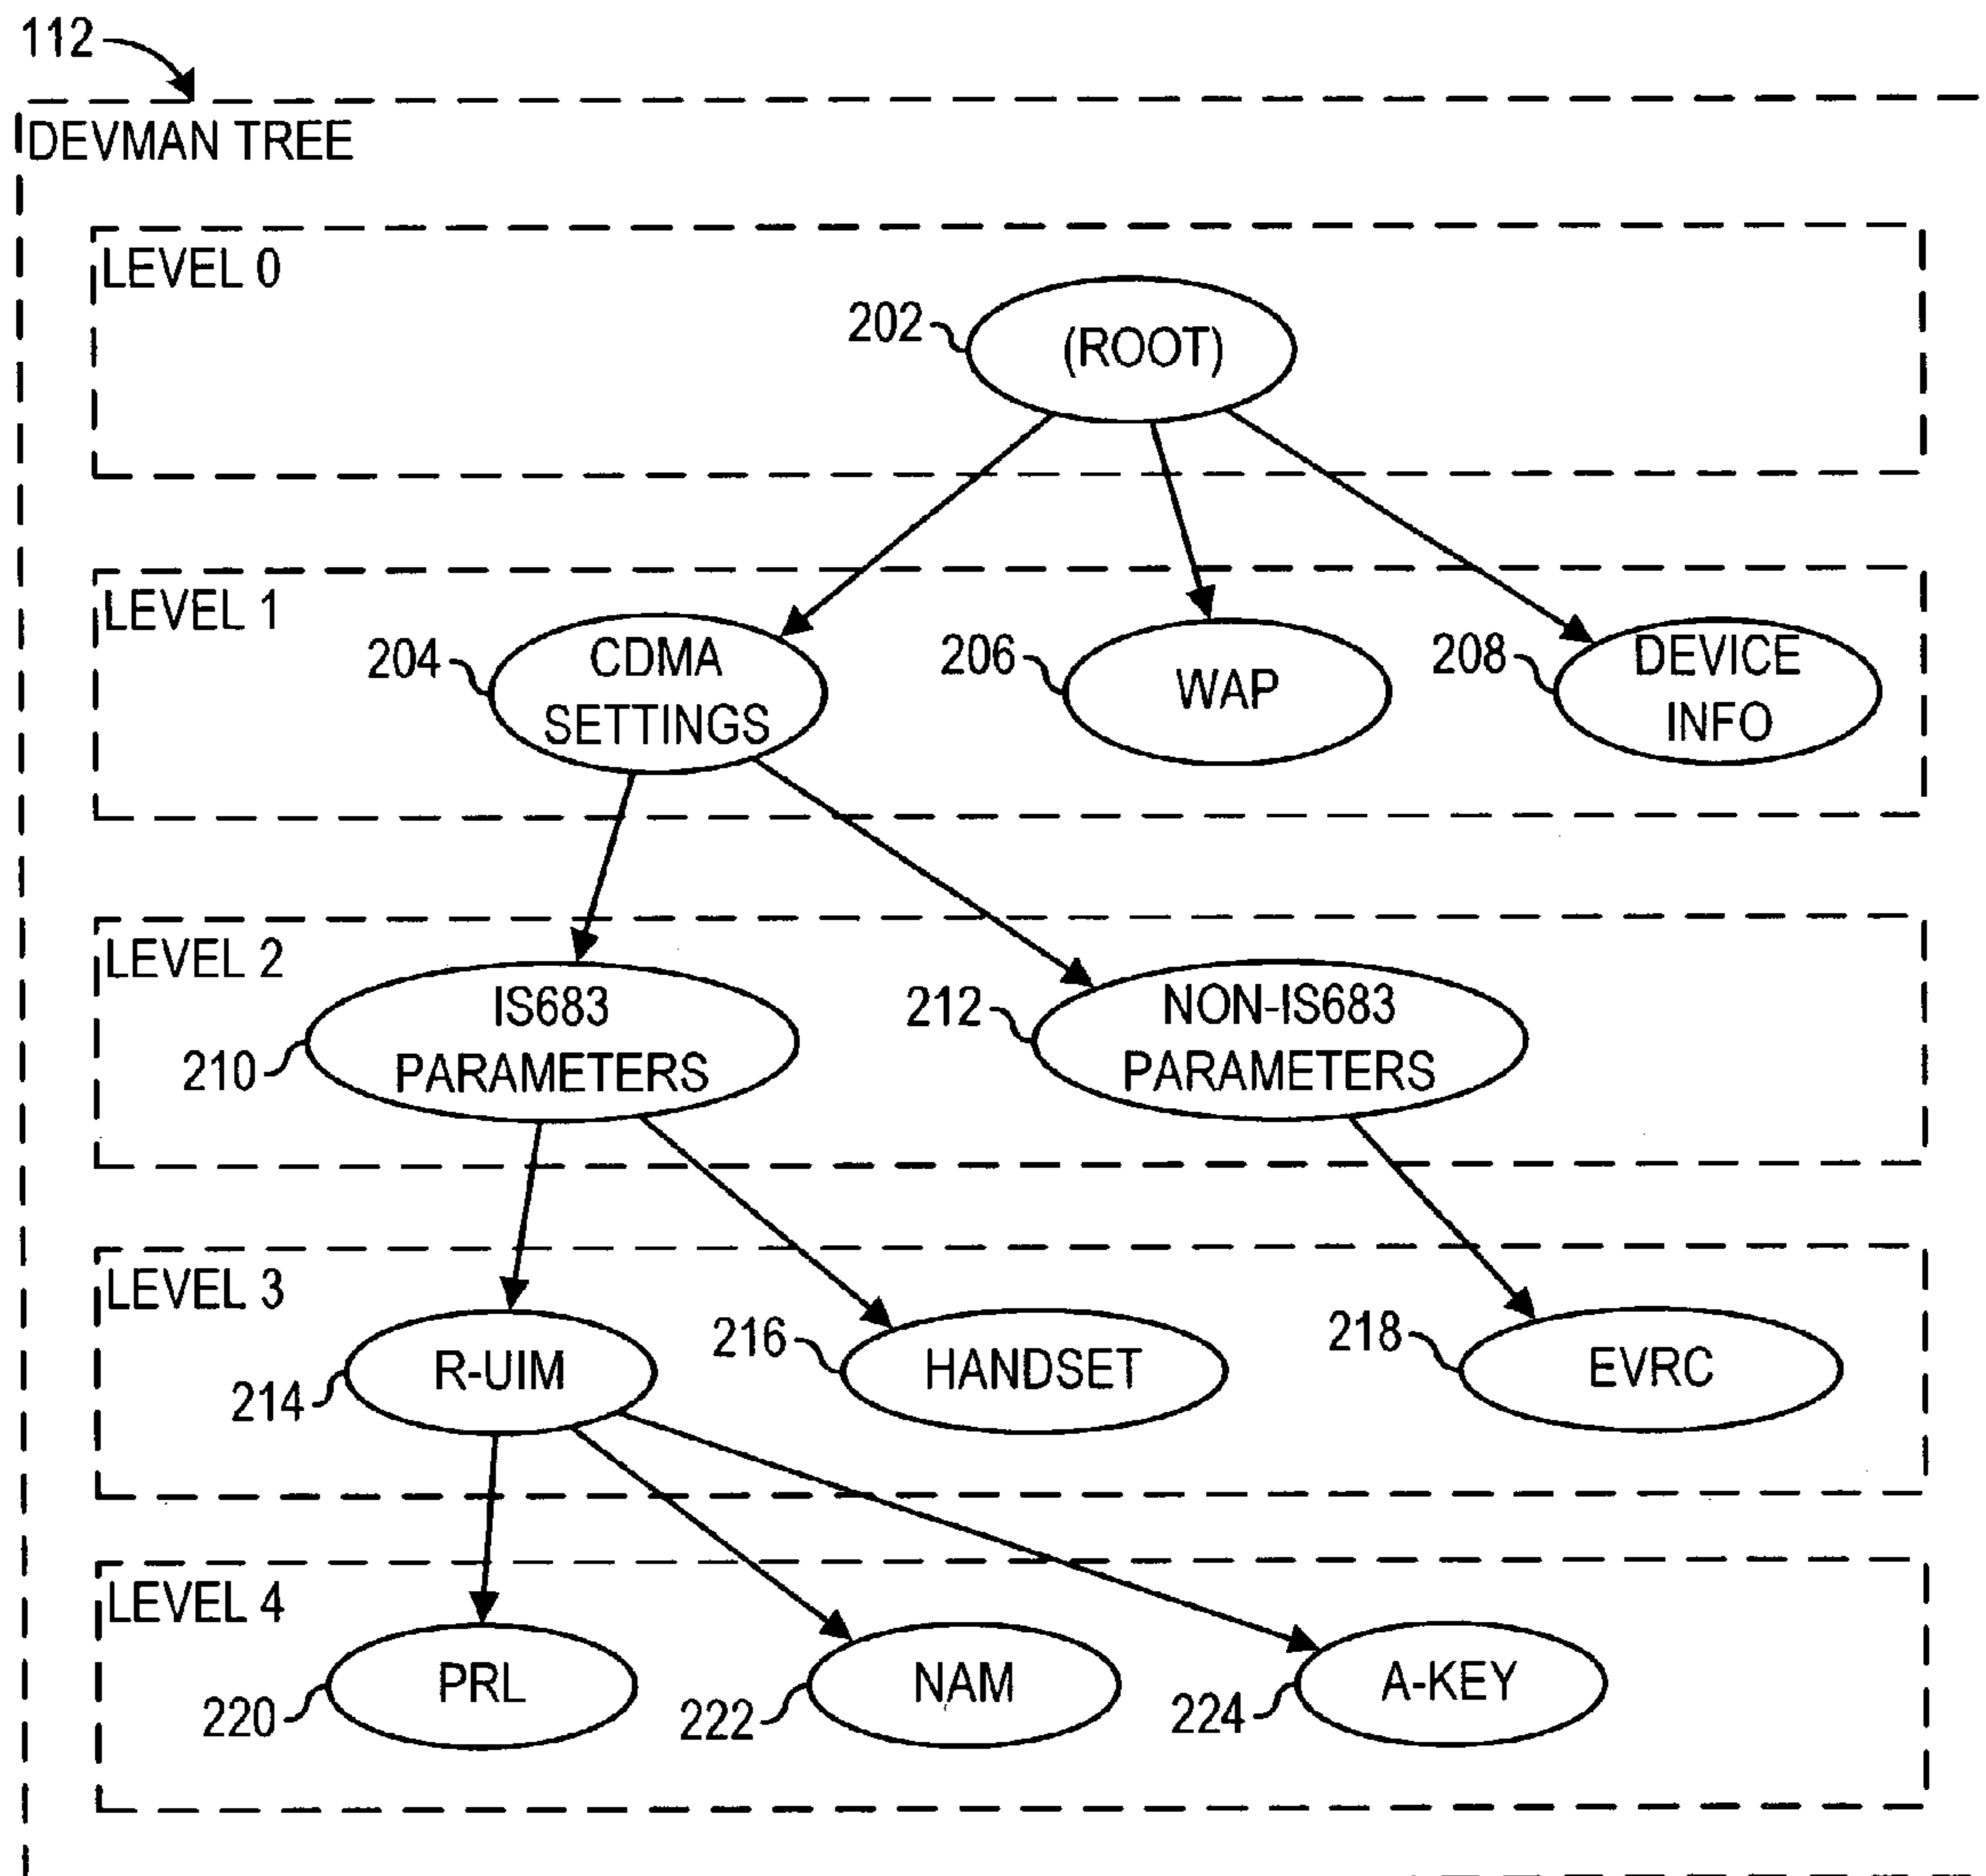 112
DEVMAN TREE
LEVEL 0
202
(ROOT)
LEVEL 1
204
CDMA
SETTINGS
206
WAP
208
DEVICE
INFO
LEVEL 2
210
IS683
PARAMETERS
212
NON-IS683
PARAMETERS
LEVEL 3
214
R-UIM
216
HANDSET
218
EVRC
LEVEL 4
220
PRL
222
NAM
224
A-KEY